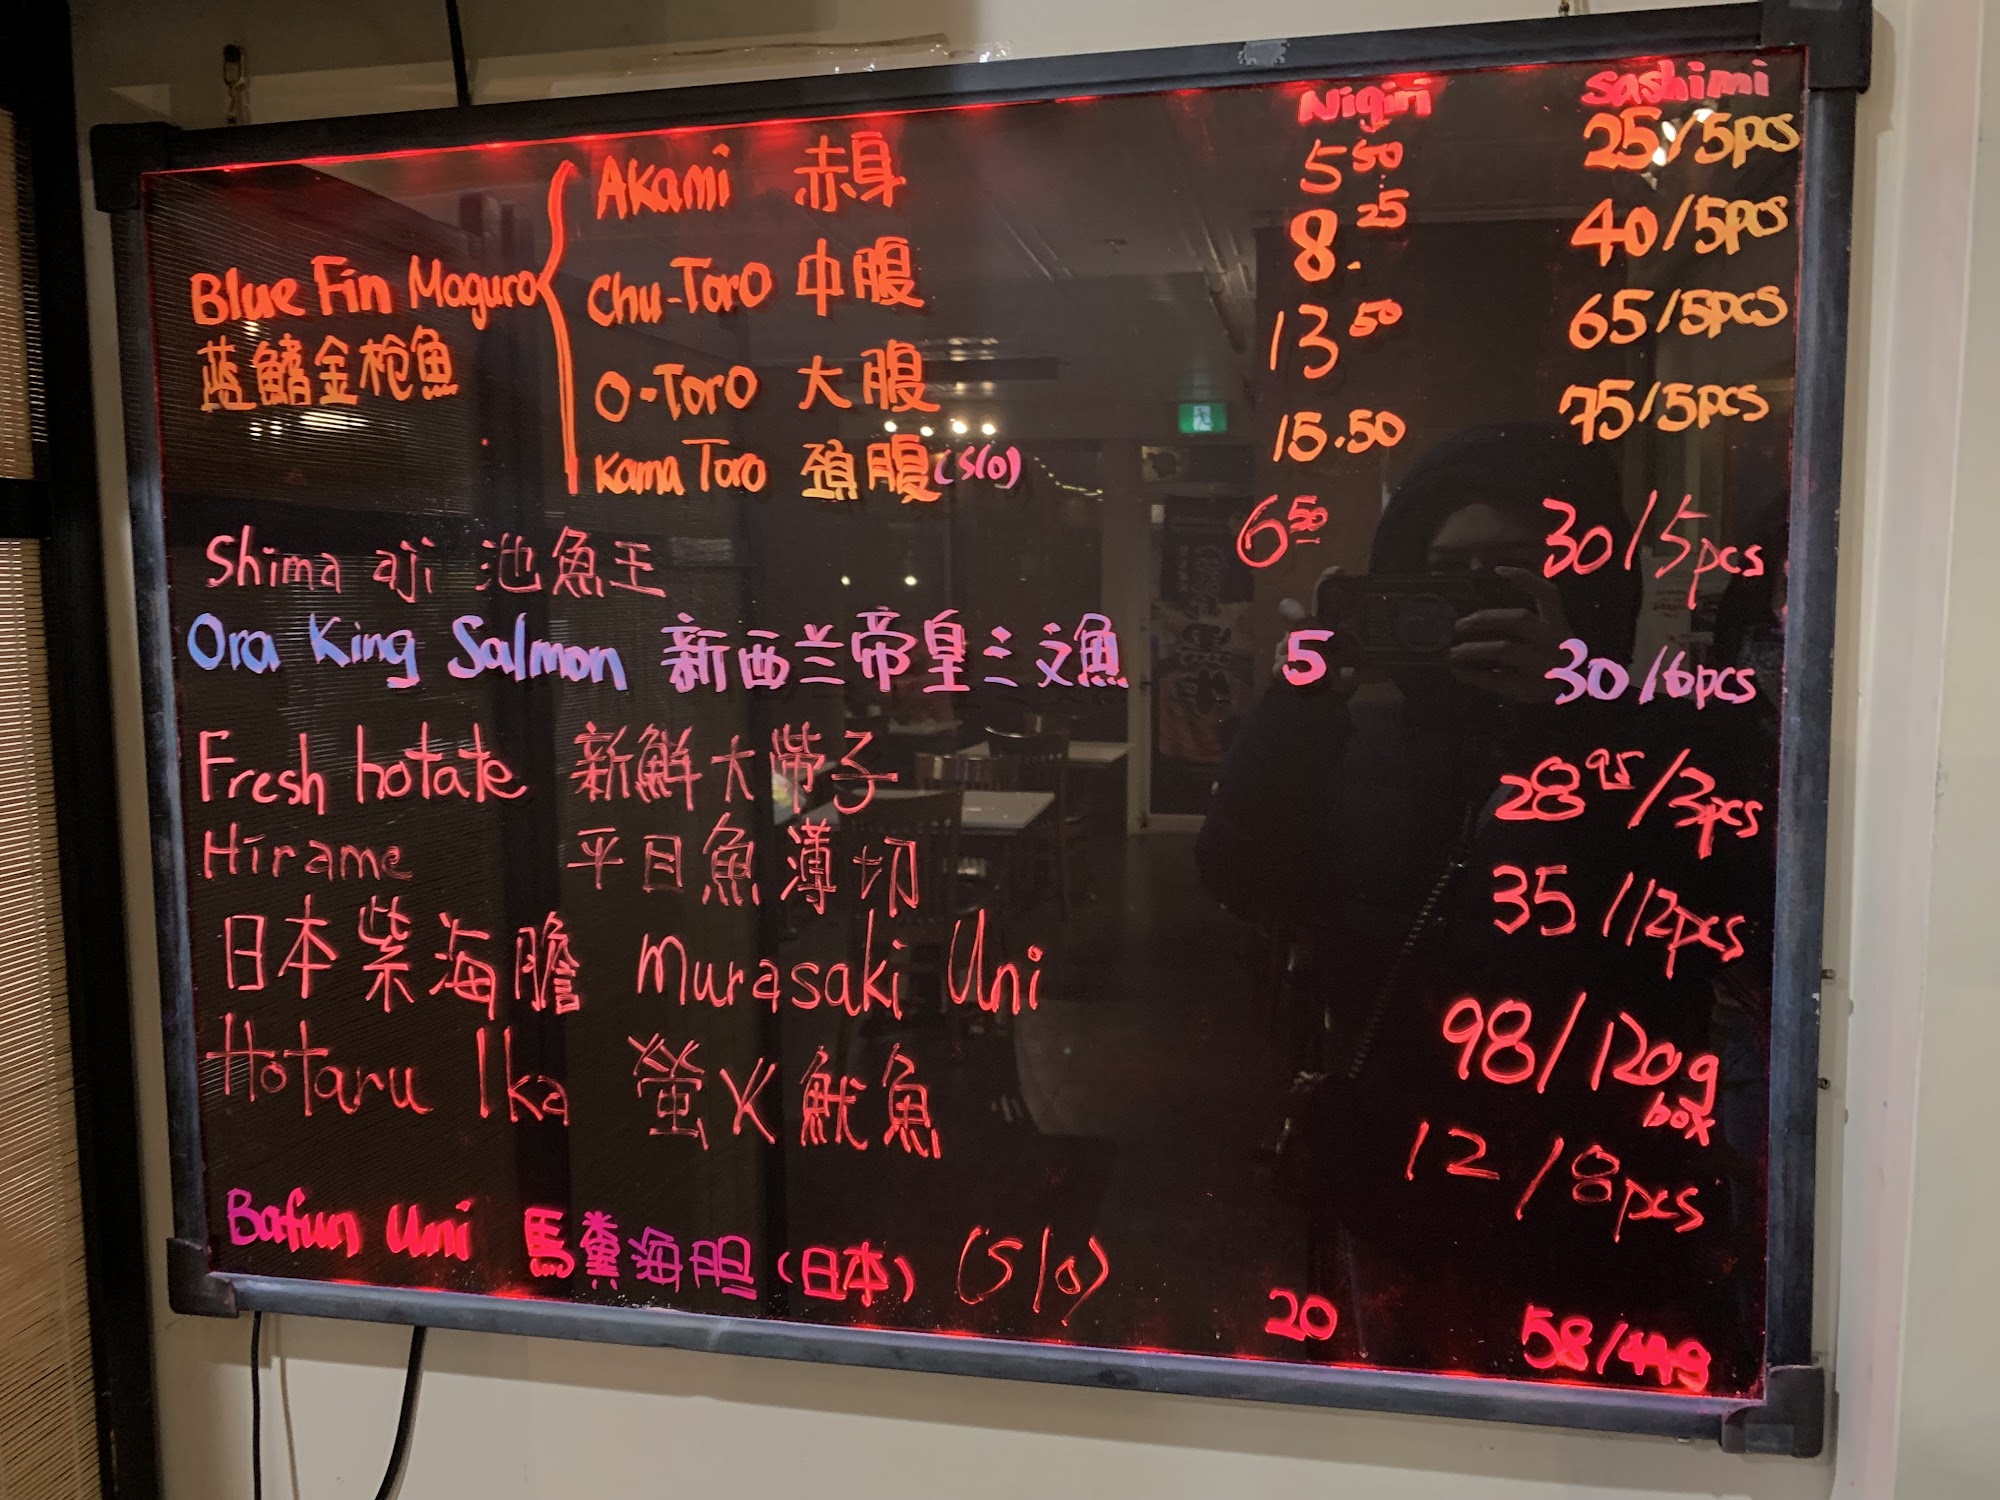 Nigiri Sashimi
Akami 赤身 5 50 25/5pcs
Chu-Toro 中腹 8. 25 40/5pcs
Blue Fin Maguro
蓝鰭金枪魚
O-Toro 大腹 13 50 65/5pcs
Kama Toro 頚腹 (S/O) 15.50 75/5pcs
Shima aji 池魚王 6 50 30/5pcs
Ora King Salmon 新西兰帝皇三文魚 5 30/6pcs
Fresh hotate 新鮮大帶子 28 95/3pcs
Hirame 平目魚薄切 35/12pcs
日本紫海膽 Murasaki Uni 98/120g
box
Hotaru Ika 螢火魷魚 12/8pcs
Bafun Uni 馬糞海胆 (日本) (S/O) 20 58/44g